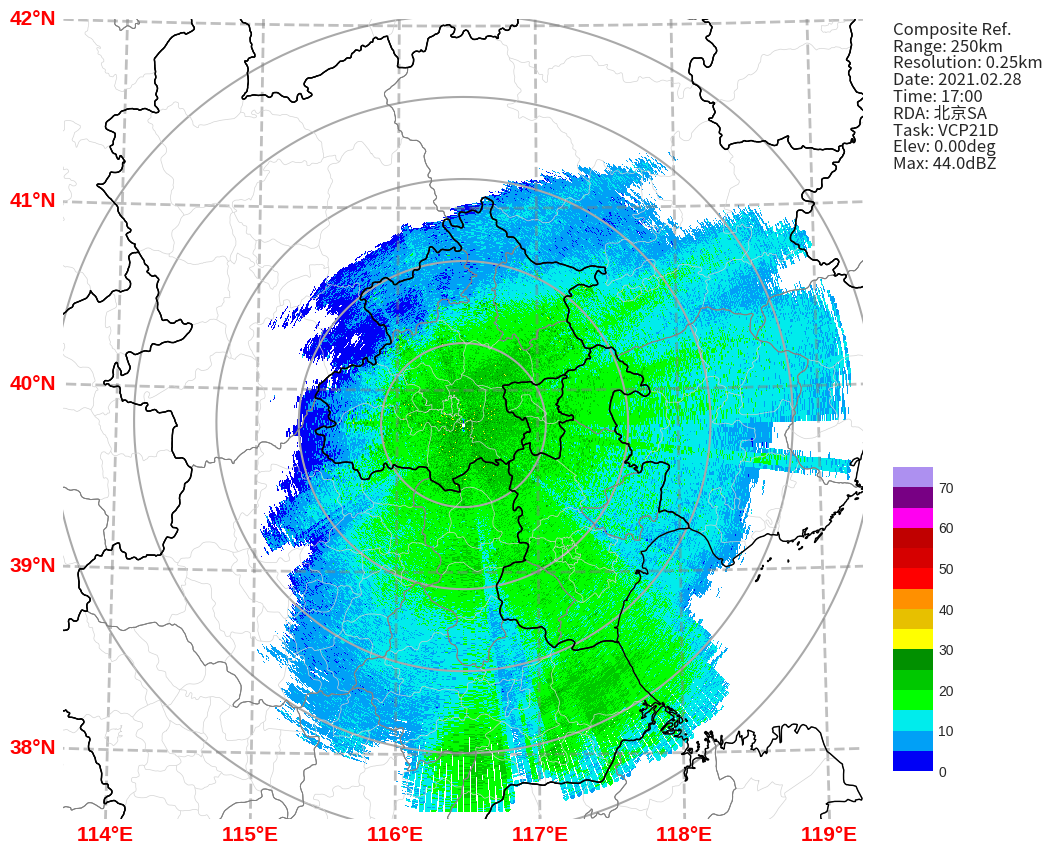 42°N
41°N
40°N
39°N
38°N
114°E
115°E
116°E
117°E
118°E
119°E
Composite Ref.
Range: 250km
Resolution: 0.25km
Date: 2021.02.28
Time: 17:00
RDA: 北京SA
Task: VCP21D
Elev: 0.00deg
Max: 44.0dBZ
70
60
50
40
30
20
10
0